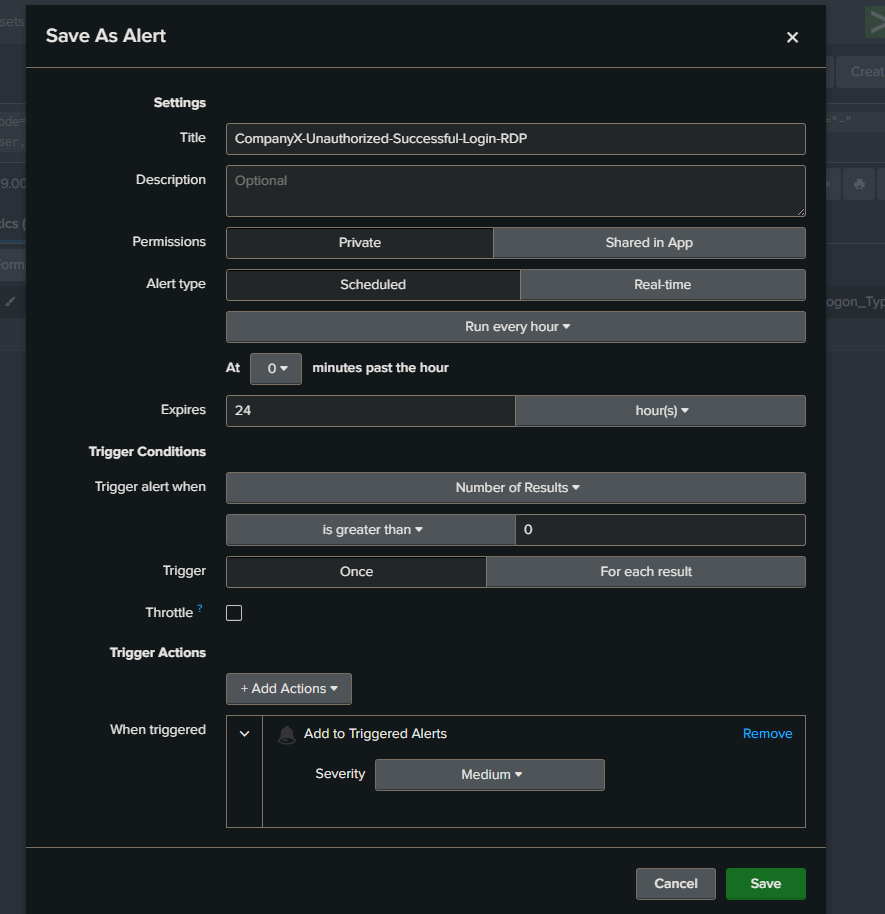 sets
Save As Alert
Creat
Settings
ode=
="-"
Title CompanyX-Unauthorized-Successful-Login-RDP
ser,
Description Optional
9.00
tics (
Permissions Private Shared in App
Form
Alert type Scheduled Real-time
ogon_Typ
Run every hour
At 0 minutes past the hour
Expires 24 hour(s)
Trigger Conditions
Trigger alert when Number of Results
is greater than 0
Trigger Once For each result
Throttle ?
Trigger Actions
+ Add Actions
When triggered Add to Triggered Alerts Remove
Severity Medium
Cancel Save